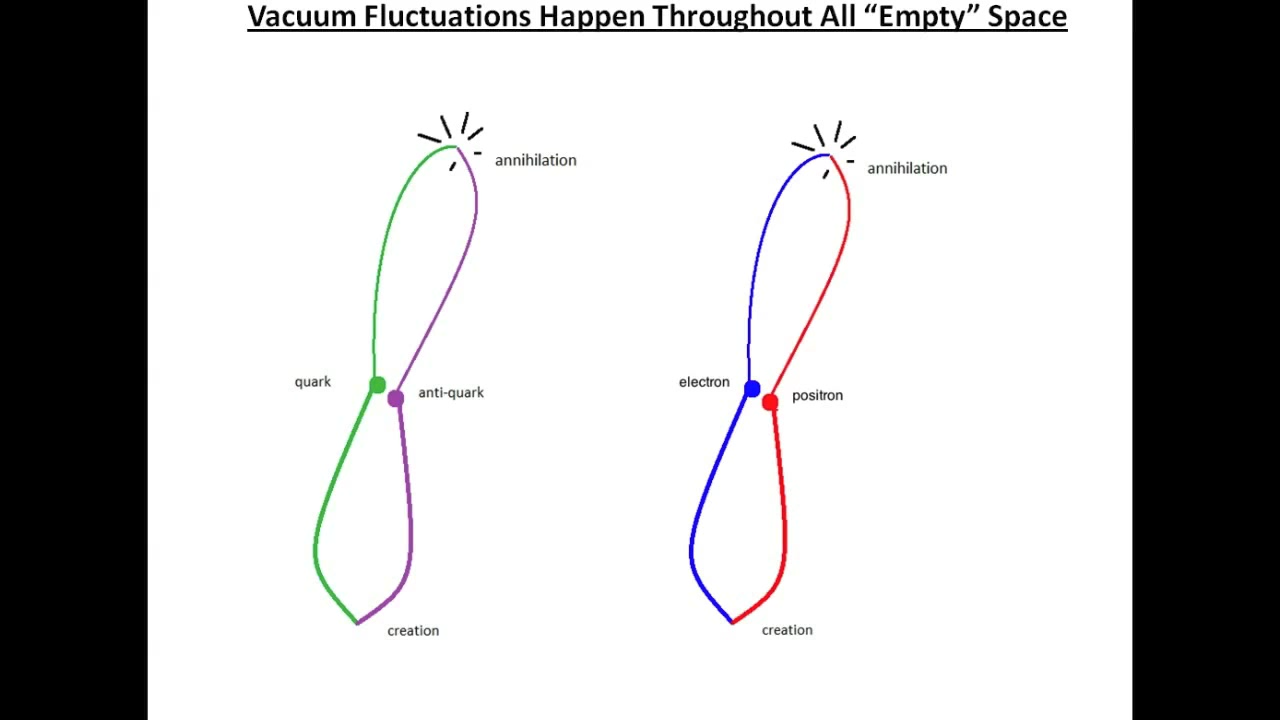 Vacuum Fluctuations Happen Throughout All “Empty” Space
annihilation
annihilation
quark
anti-quark
electron
positron
creation
creation